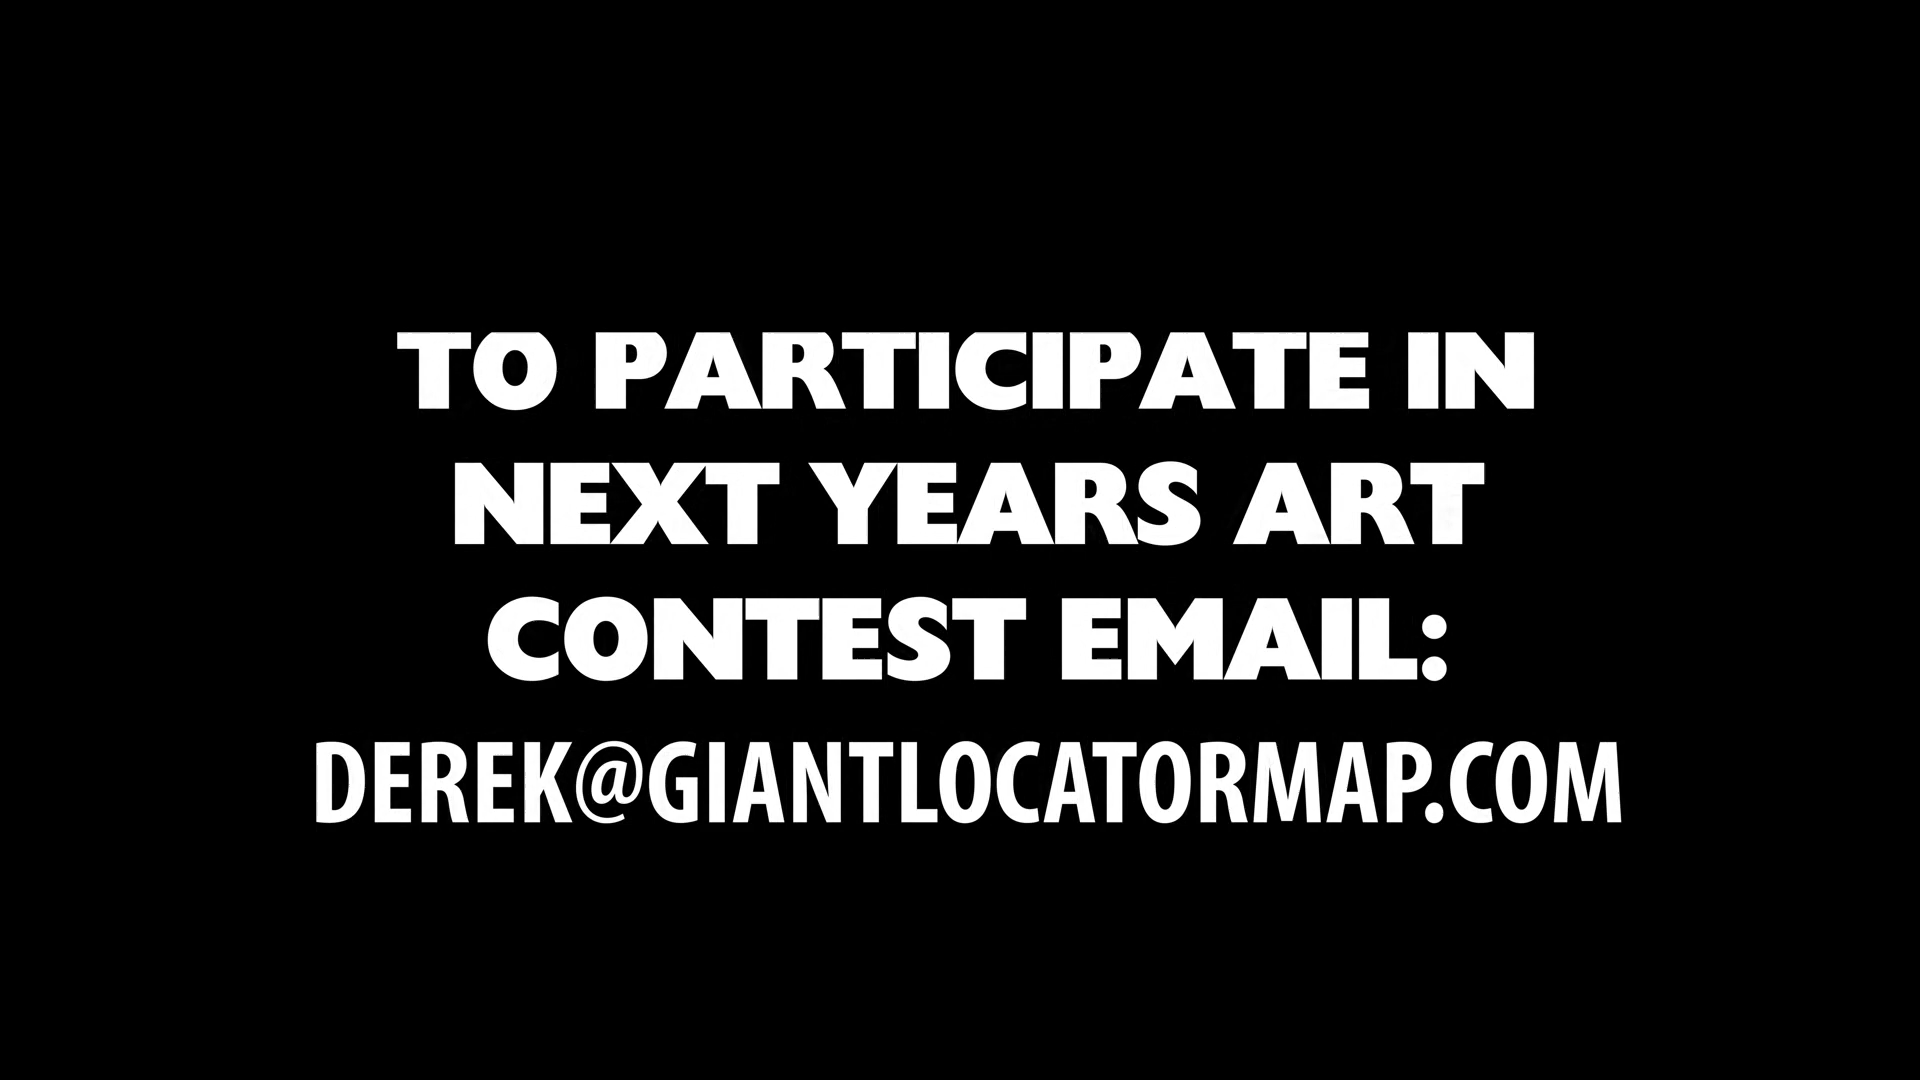 TO PARTICIPATE IN
NEXT YEARS ART
CONTEST EMAIL:
DEREK@GIANTLOCATORMAP.COM